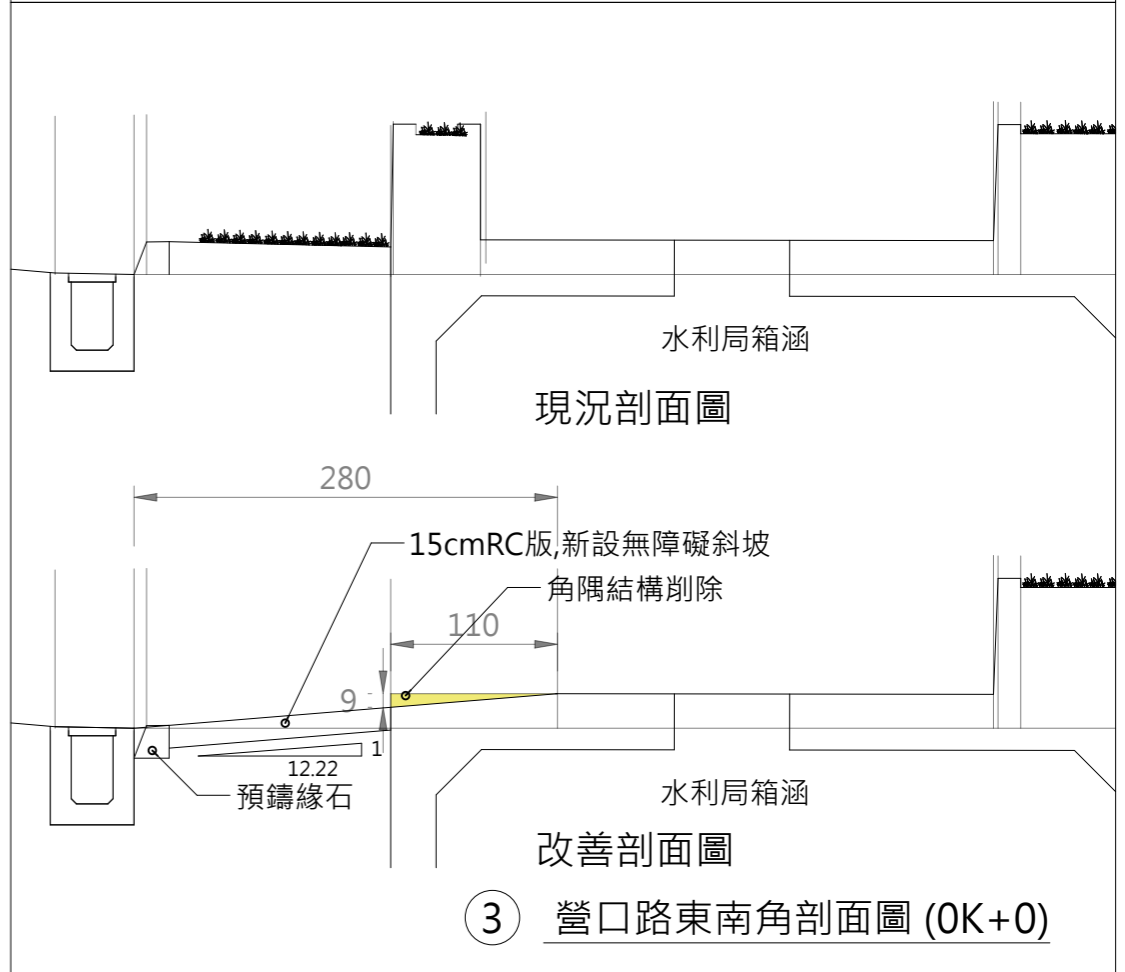 水利局箱涵
現況剖面圖
280
15cmRC版,新設無障礙斜坡
角隅結構削除
110
9
1
12.22
預鑄緣石
水利局箱涵
改善剖面圖
3 營口路東南角剖面圖 (0K+0)